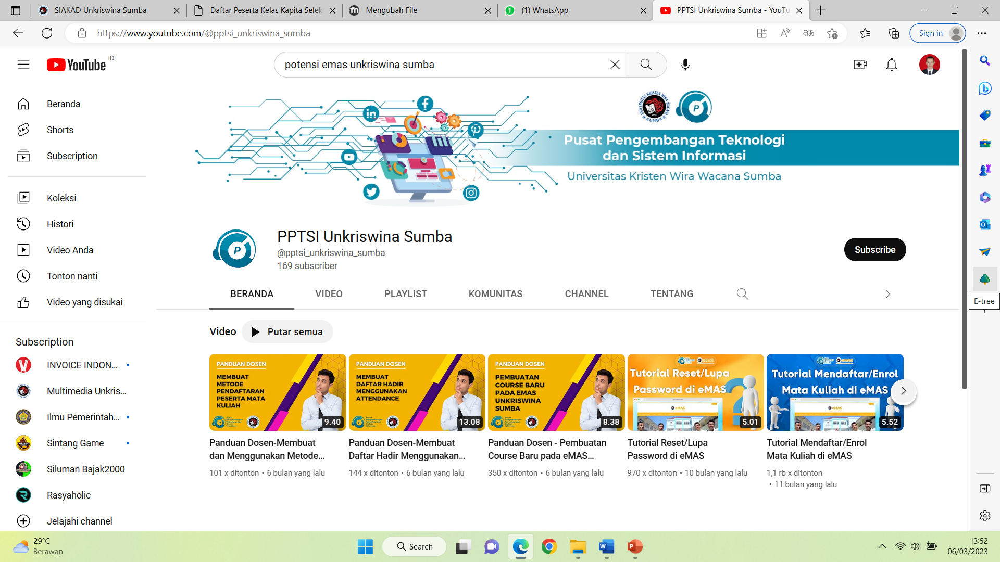 SIAKAD Unkriswina Sumba
Daftar Peserta Kelas Kapita Selek
Mengubah File
(1) WhatsApp
PPTSI Unkriswina Sumba - YouTu
https://www.youtube.com/@pptsi_unkriswina_sumba
Sign in
YouTube ID
potensi emas unkriswina sumba
Beranda
Shorts
Subscription
Koleksi
Histori
Video Anda
Tonton nanti
Video yang disukai
Subscription
INVOICE INDON...
Multimedia Unkris...
Ilmu Pemerintah...
Sintang Game
Siluman Bajak2000
Rasyaholic
Jelajahi channel
Pusat Pengembangan Teknologi
dan Sistem Informasi
Universitas Kristen Wira Wacana Sumba
PPTSI Unkriswina Sumba
@pptsi_unkriswina_sumba
169 subscriber
Subscribe
BERANDA
VIDEO
PLAYLIST
KOMUNITAS
CHANNEL
TENTANG
E-tree
Video
Putar semua
PANDUAN DOSEN
MEMBUAT
METODE
PENDAFTARAN
PESERTA MATA
KULIAH
9.40
Panduan Dosen-Membuat
dan Menggunakan Metode...
101 x ditonton • 6 bulan yang lalu
PANDUAN DOSEN
MEMBUAT
DAFTAR HADIR
MENGGUNAKAN
ATTENDANCE
13.08
Panduan Dosen-Membuat
Daftar Hadir Menggunakan...
144 x ditonton • 6 bulan yang lalu
PANDUAN DOSEN
PEMBUATAN
COURSE BARU
PADA EMAS
UNKRISWINA
SUMBA
8.38
Panduan Dosen - Pembuatan
Course Baru pada eMAS...
350 x ditonton • 6 bulan yang lalu
Tutorial Reset/Lupa
Password di eMAS
5.01
Tutorial Reset/Lupa
Password di eMAS
970 x ditonton • 10 bulan yang lalu
Tutorial Mendaftar/Enrol
Mata Kuliah di eMAS
5.52
Tutorial Mendaftar/Enrol
Mata Kuliah di eMAS
1,1 rb x ditonton
• 11 bulan yang lalu
29°C
Berawan
Search
13:52
06/03/2023